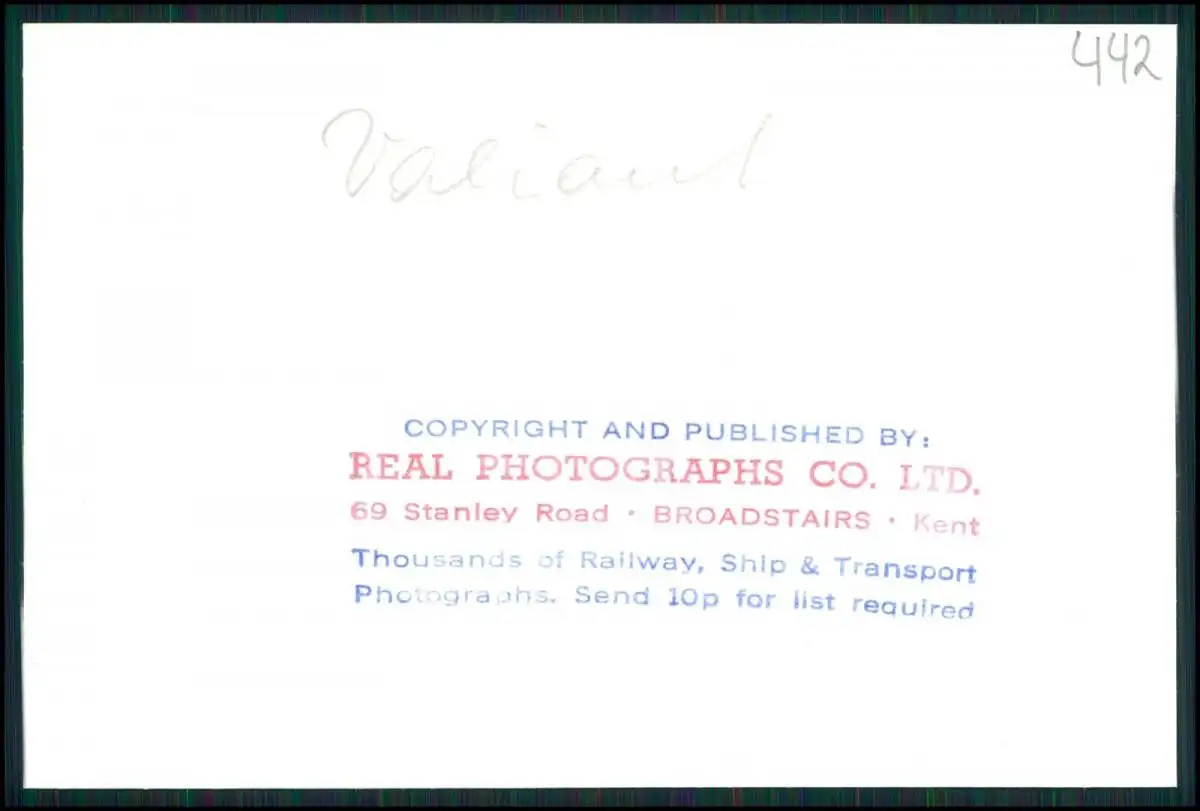 442
Valiant
COPYRIGHT AND PUBLISHED BY:
REAL PHOTOGRAPHS CO. LTD.
69 Stanley Road · BROADSTAIRS · Kent
Thousands of Railway, Ship & Transport
Photographs. Send 10p for list required